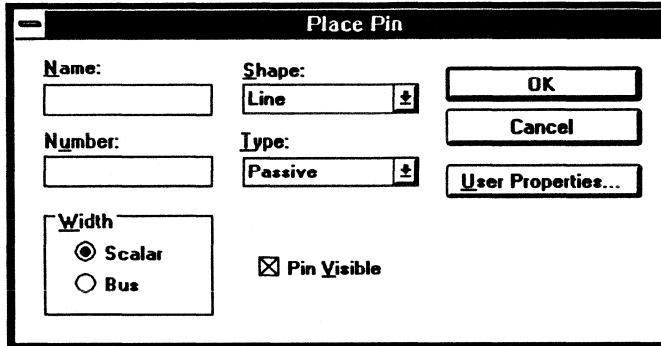 Place Pin
Name:
Shape:
Line
OK
Cancel
Number:
Type:
Passive
User Properties...
Width
Scalar
Bus
Pin Visible